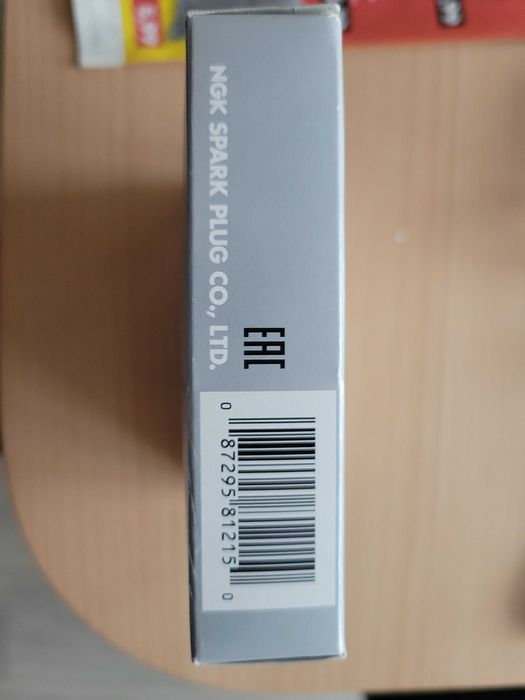 NGK SPARK PLUG CO., LTD.
EAC
0 87295 81215 0